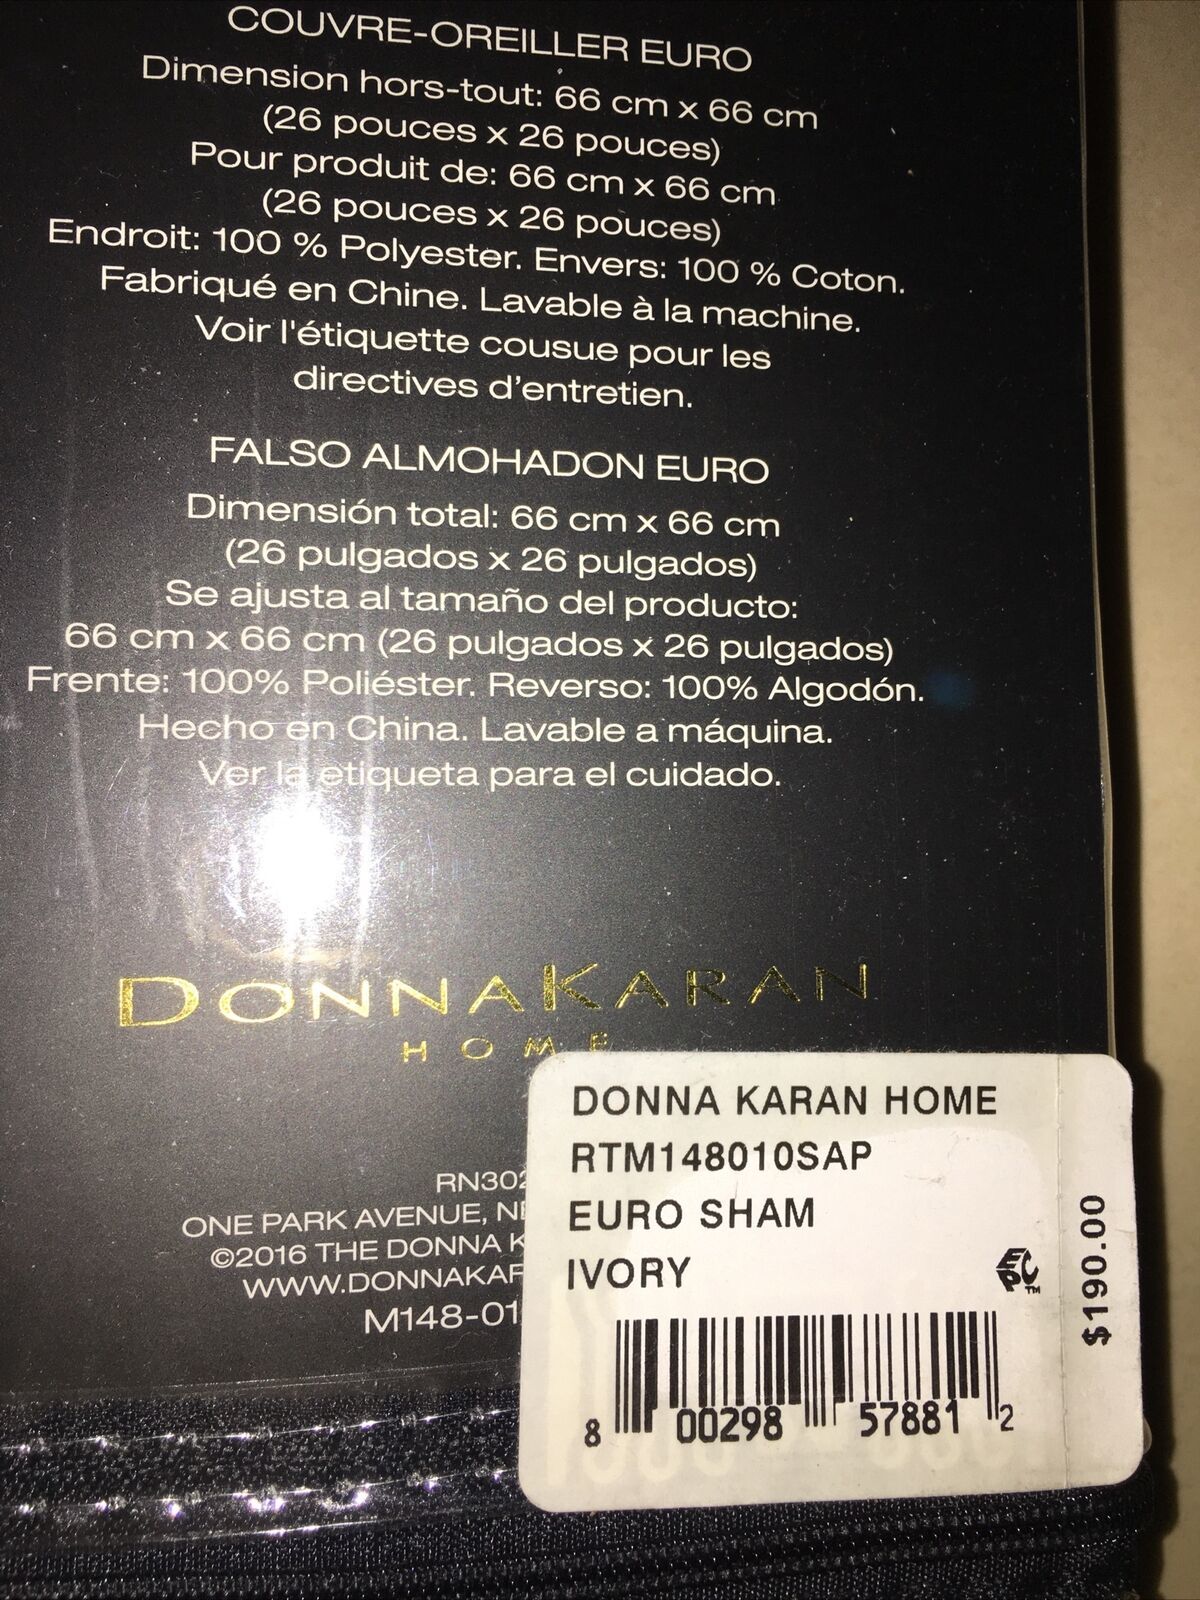 COUVRE-OREILLER EURO
Dimension hors-tout: 66 cm x 66 cm
(26 pouces x 26 pouces)
Pour produit de: 66 cm x 66 cm
(26 pouces x 26 pouces)
Endroit: 100 % Polyester. Envers: 100 % Coton.
Fabriqué en Chine. Lavable à la machine.
Voir l'étiquette cousue pour les
directives d'entretien.
FALSO ALMOHADON EURO
Dimensión total: 66 cm x 66 cm
(26 pulgados x 26 pulgados)
Se ajusta al tamaño del producto:
66 cm x 66 cm (26 pulgados x 26 pulgados)
Frente: 100% Poliéster. Reverso: 100% Algodón.
Hecho en China. Lavable a máquina.
Ver la etiqueta para el cuidado.
DONNAKARAN
HOME
RN302
ONE PARK AVENUE, NE
©2016 THE DONNA K
WWW.DONNAKAR
M148-01
DONNA KARAN HOME
RTM148010SAP
EURO SHAM
IVORY
EPC™
$190.00
8 00298 57881 2